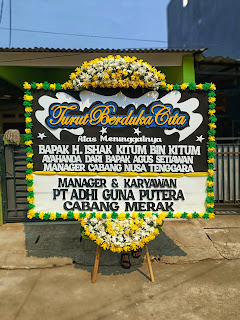 Turut Berduka Cita
Atas Meninggalnya
BAPAK H. ISHAK KITUM BIN KITUM
AYAHANDA DARI BAPAK AGUS SETIAWAN
MANAGER CABANG NUSA TENGGARA
MANAGER & KARYAWAN
PT ADHI GUNA PUTERA
CABANG MERAK